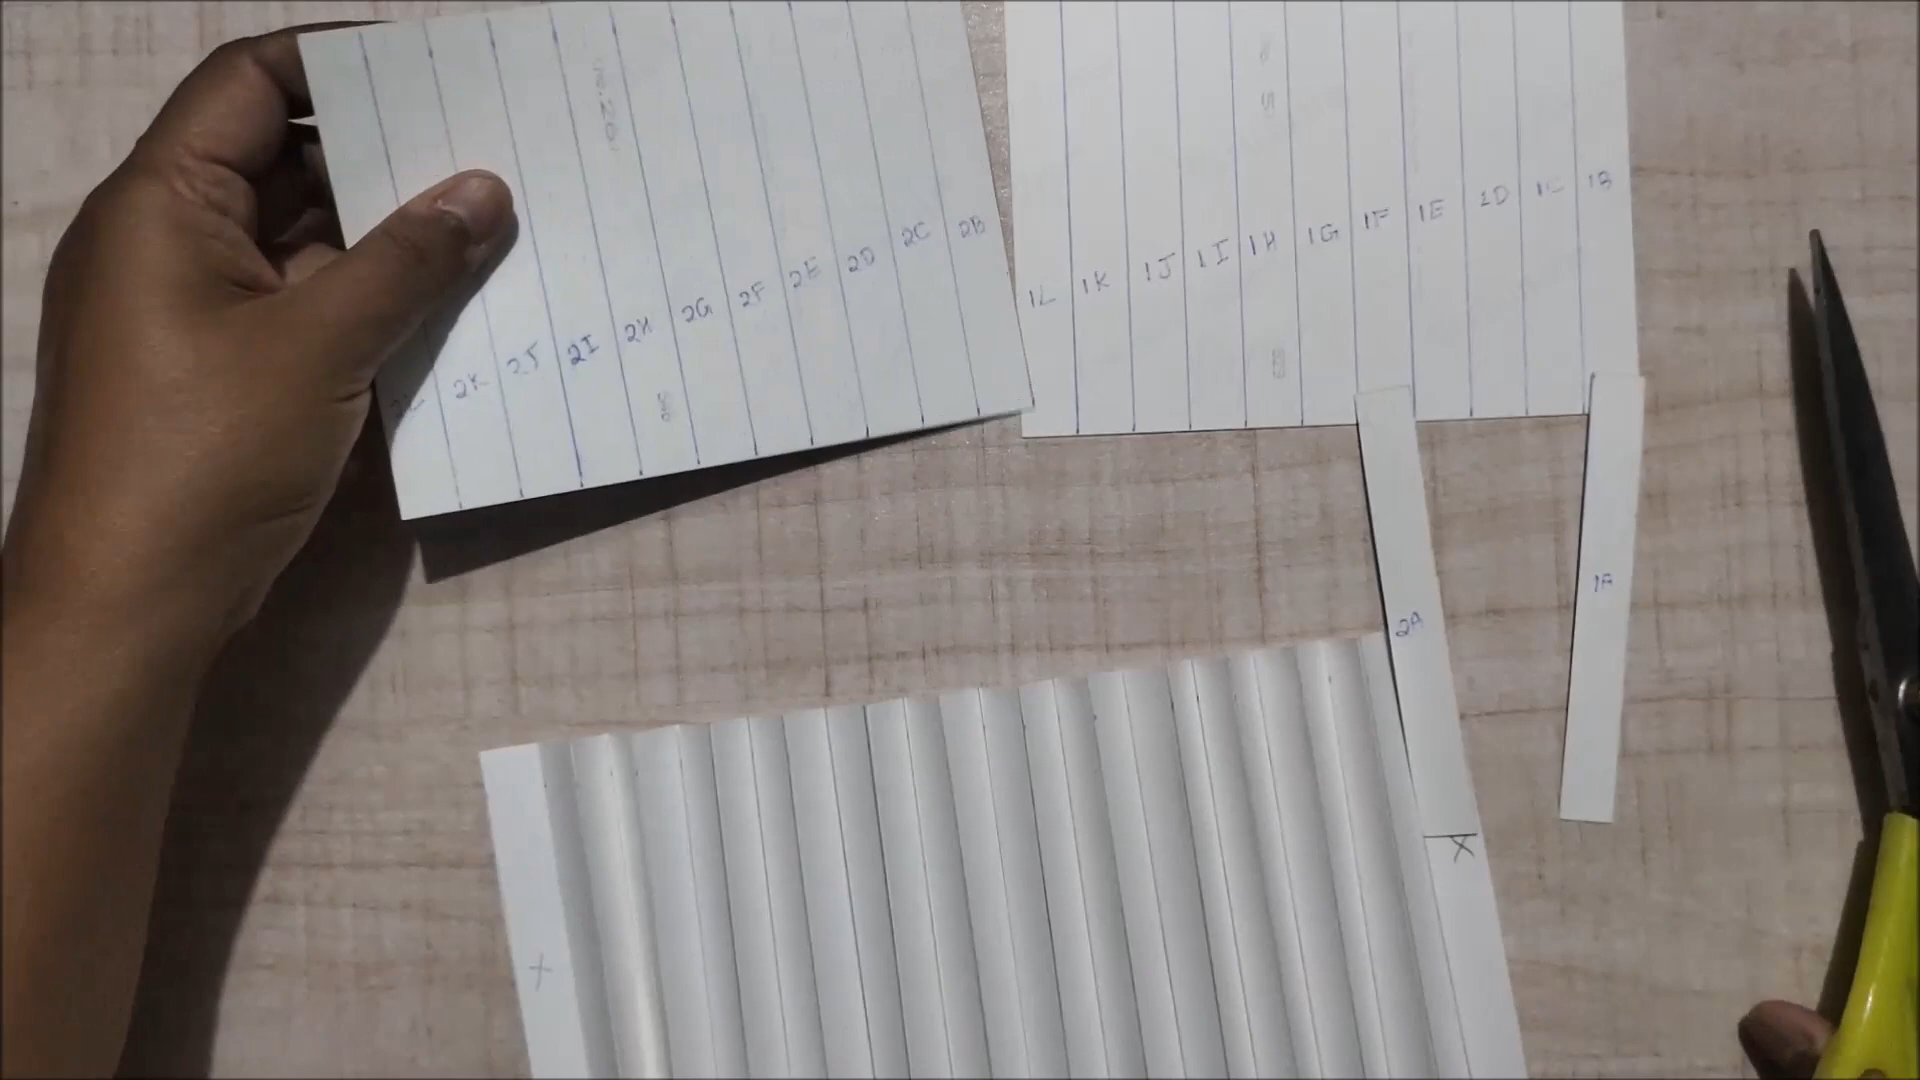 2K 2J 2I 2H 2G 2F 2E 2D 2C 2B
1L 1K 1J 1I 1H 1G 1F 1E 1D 1C 1B
2A
1A
X
X